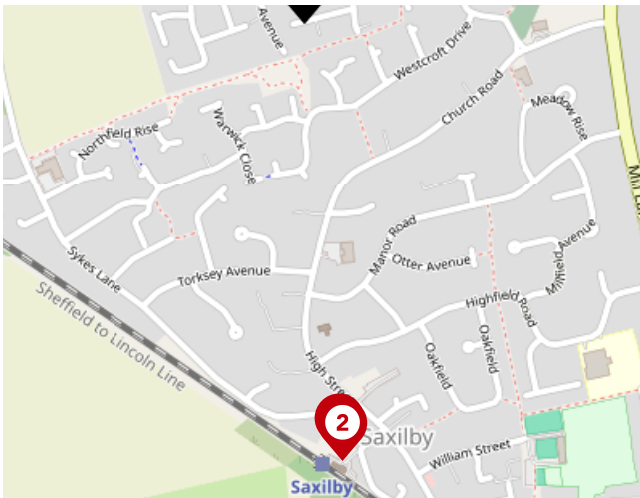 Avenue
Westcroft Drive
Church Road
Meadow Rise
Northfield Rise
Warwick Close
Manor Road
Otter Avenue
Millfield Avenue
Sykes Lane
Torksey Avenue
Highfield Road
Sheffield to Lincoln Line
High Stre
Oakfield
Oakfield
2
Saxilby
William Street
Saxilby